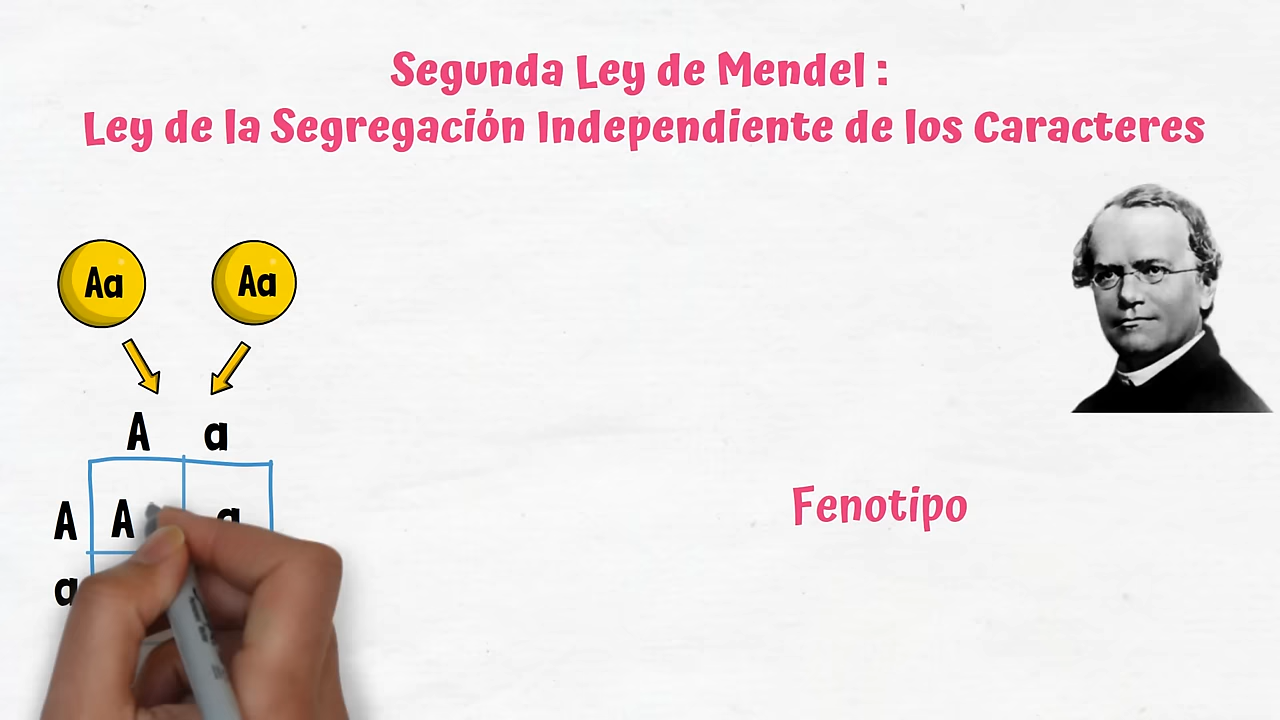 Segunda Ley de Mendel :
Ley de la Segregación Independiente de los Caracteres
Aa Aa
A a
A A a
a
Fenotipo